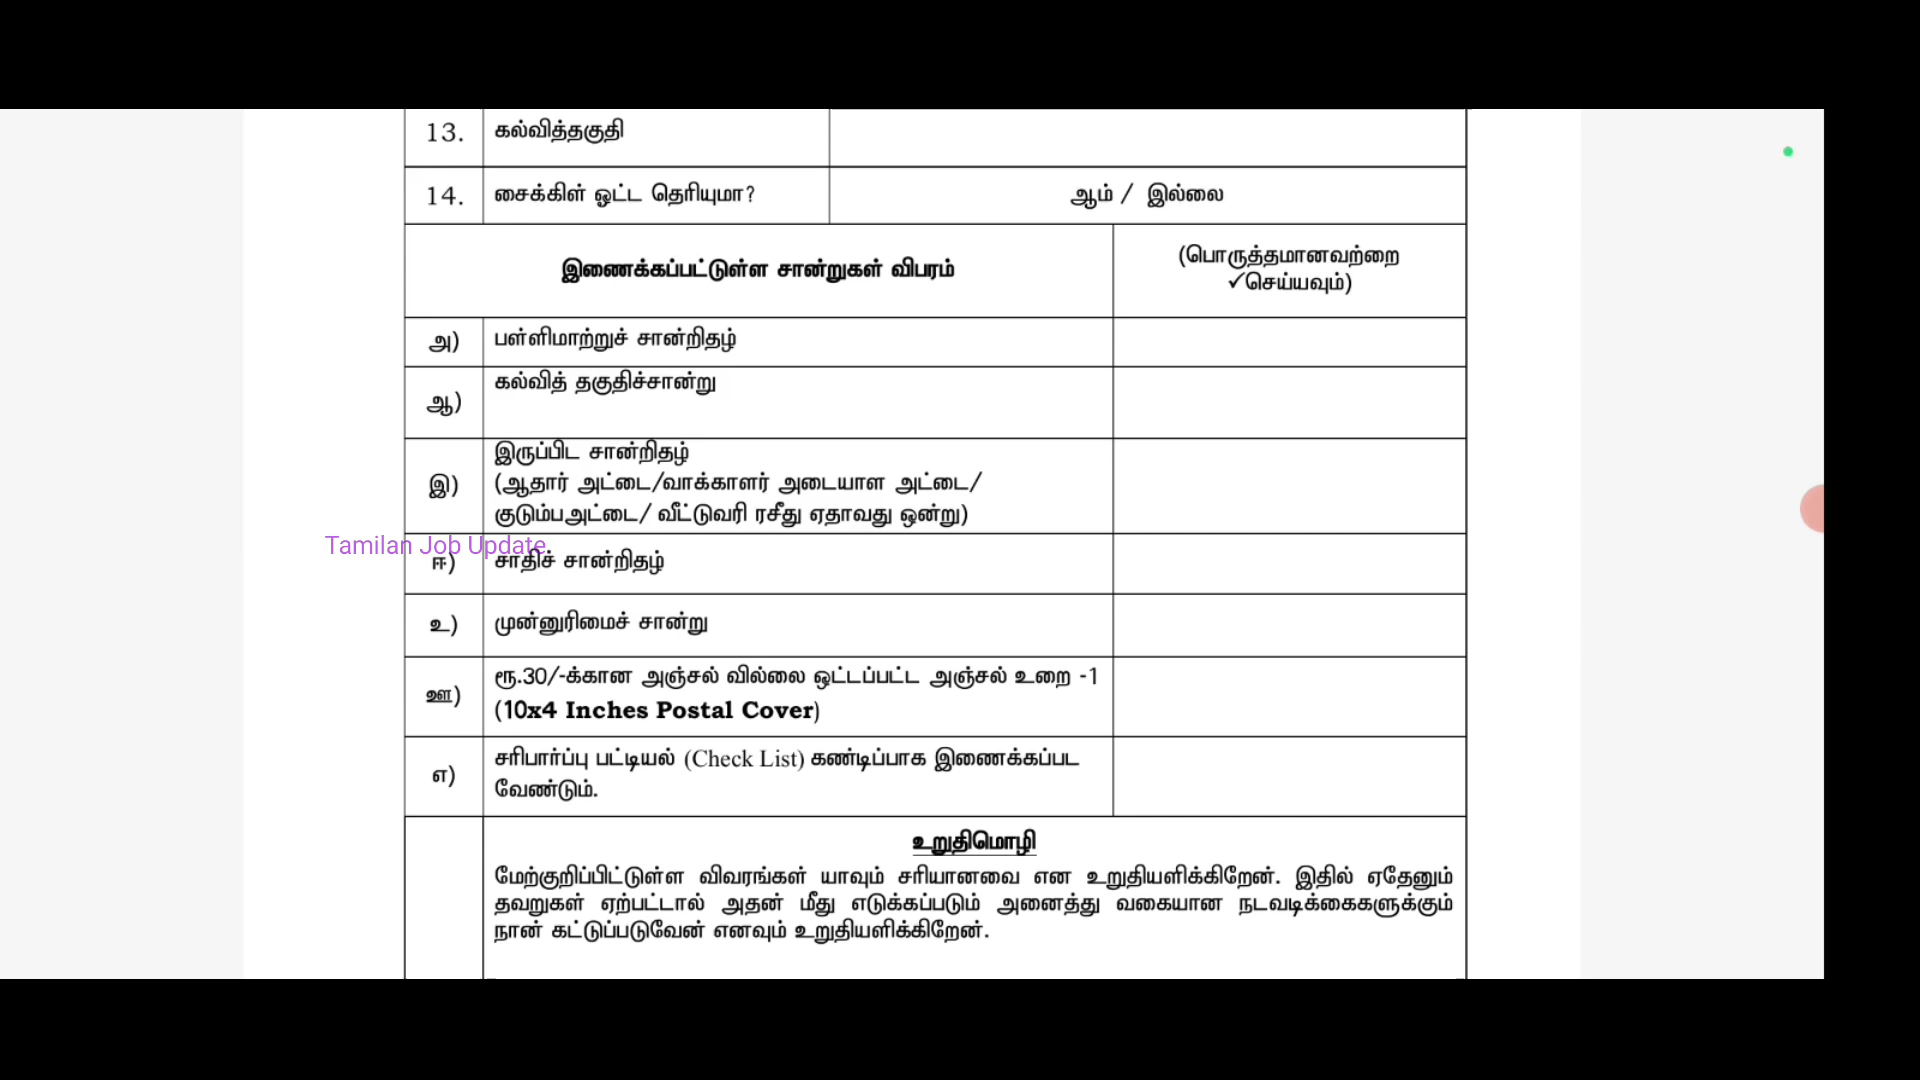 13. கல்வித்தகுதி
14. சைக்கிள் ஓட்ட தெரியுமா? ஆம் / இல்லை
இணைக்கப்பட்டுள்ள சான்றுகள் விபரம்
(பொருத்தமானவற்றை
✓செய்யவும்)
அ) பள்ளிமாற்றுச் சான்றிதழ்
ஆ) கல்வித் தகுதிச்சான்று
இ) இருப்பிட சான்றிதழ்
(ஆதார் அட்டை/வாக்காளர் அடையாள அட்டை/
குடும்பஅட்டை/ வீட்டுவரி ரசீது ஏதாவது ஒன்று)
Tamilan Job Update
ஈ) சாதிச் சான்றிதழ்
உ) முன்னுரிமைச் சான்று
ஊ) ரூ.30/-க்கான அஞ்சல் வில்லை ஒட்டப்பட்ட அஞ்சல் உறை -1
(10x4 Inches Postal Cover)
எ) சரிபார்ப்பு பட்டியல் (Check List) கண்டிப்பாக இணைக்கப்பட
வேண்டும்.
உறுதிமொழி
மேற்குறிப்பிட்டுள்ள விவரங்கள் யாவும் சரியானவை என உறுதியளிக்கிறேன். இதில் ஏதேனும்
தவறுகள் ஏற்பட்டால் அதன் மீது எடுக்கப்படும் அனைத்து வகையான நடவடிக்கைகளுக்கும்
நான் கட்டுப்படுவேன் எனவும் உறுதியளிக்கிறேன்.